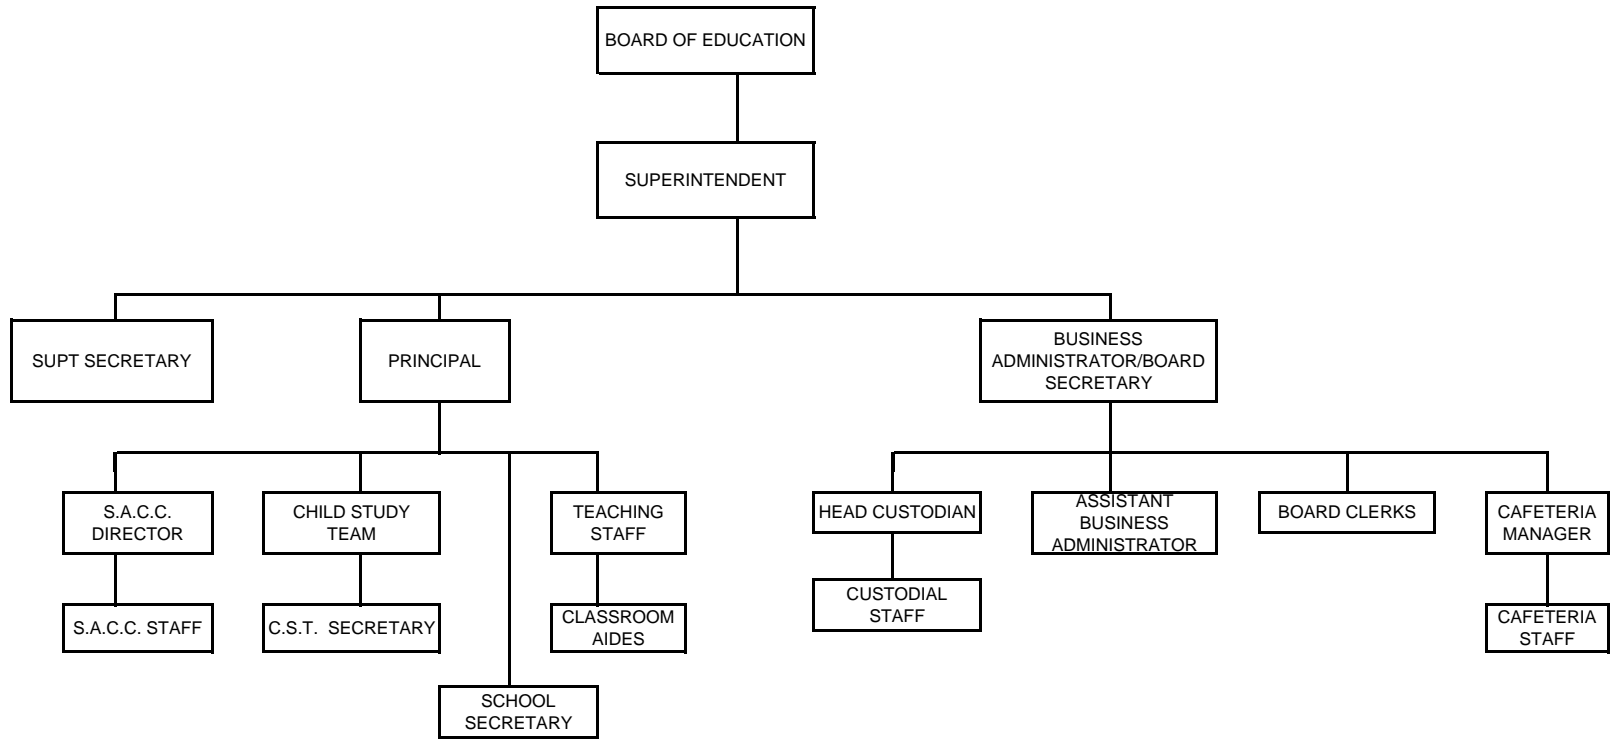 BOARD OF EDUCATION
SUPERINTENDENT
SUPT SECRETARY
PRINCIPAL
BUSINESS
ADMINISTRATOR/BOARD
SECRETARY
S.A.C.C.
DIRECTOR
CHILD STUDY
TEAM
TEACHING
STAFF
HEAD CUSTODIAN
ASSISTANT
BUSINESS
ADMINISTRATOR
BOARD CLERKS
CAFETERIA
MANAGER
S.A.C.C. STAFF
C.S.T.  SECRETARY
CLASSROOM
AIDES
CUSTODIAL
STAFF
CAFETERIA
STAFF
SCHOOL
SECRETARY